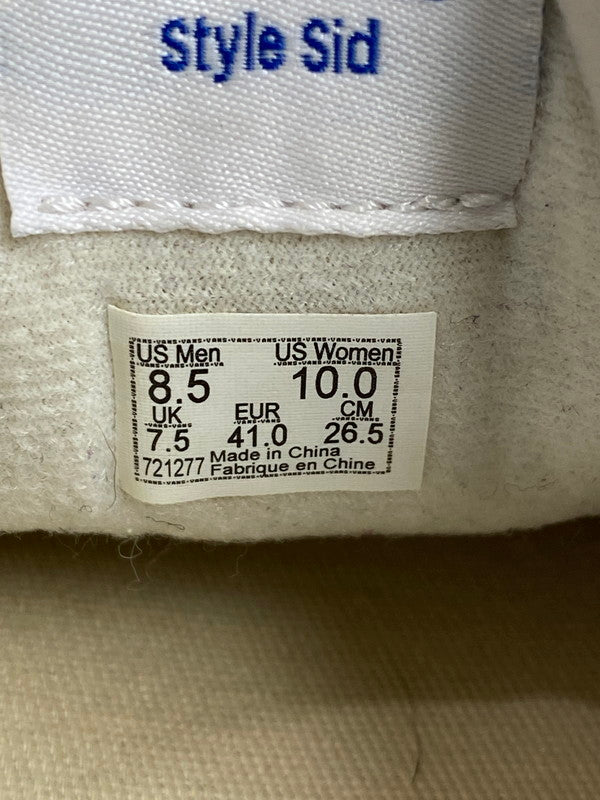 Style Sid
US Men US Women
8.5 10.0
UK EUR CM
7.5 41.0 26.5
721277 Made in China
Fabrique en Chine